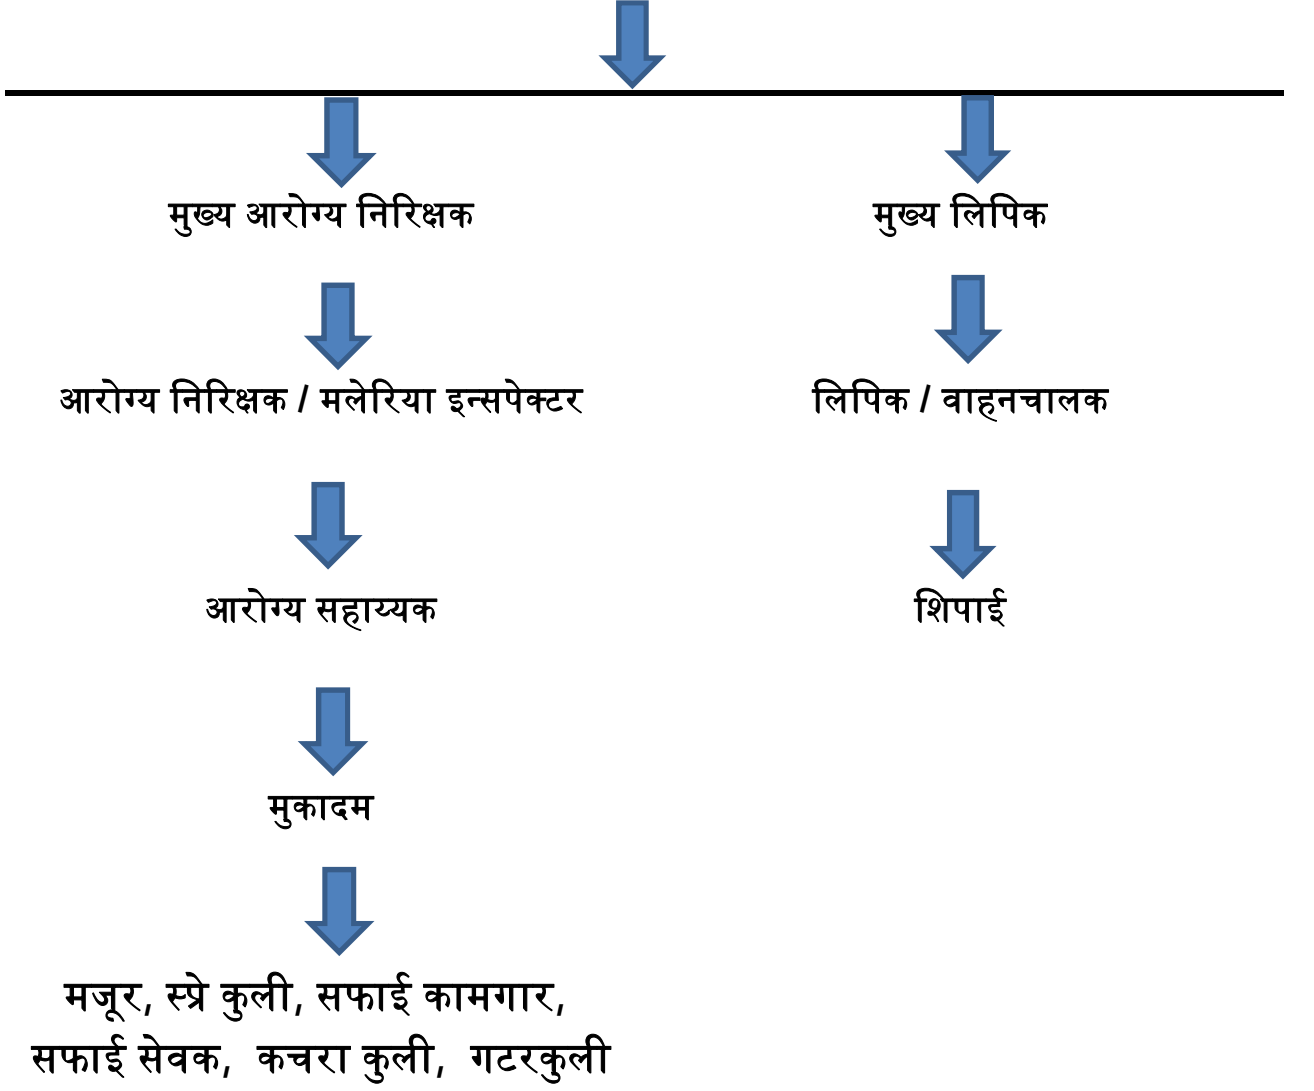 मुख्य आरोग्य निरिक्षक
मुख्य लिपिक
आरोग्य निरिक्षक / मलेरिया इन्सपेक्टर
लिपिक / वाहनचालक
आरोग्य सहाय्यक
शिपाई
मुकादम
मजूर, स्प्रे कुली, सफाई कामगार,
सफाई सेवक, कचरा कुली, गटरकुली